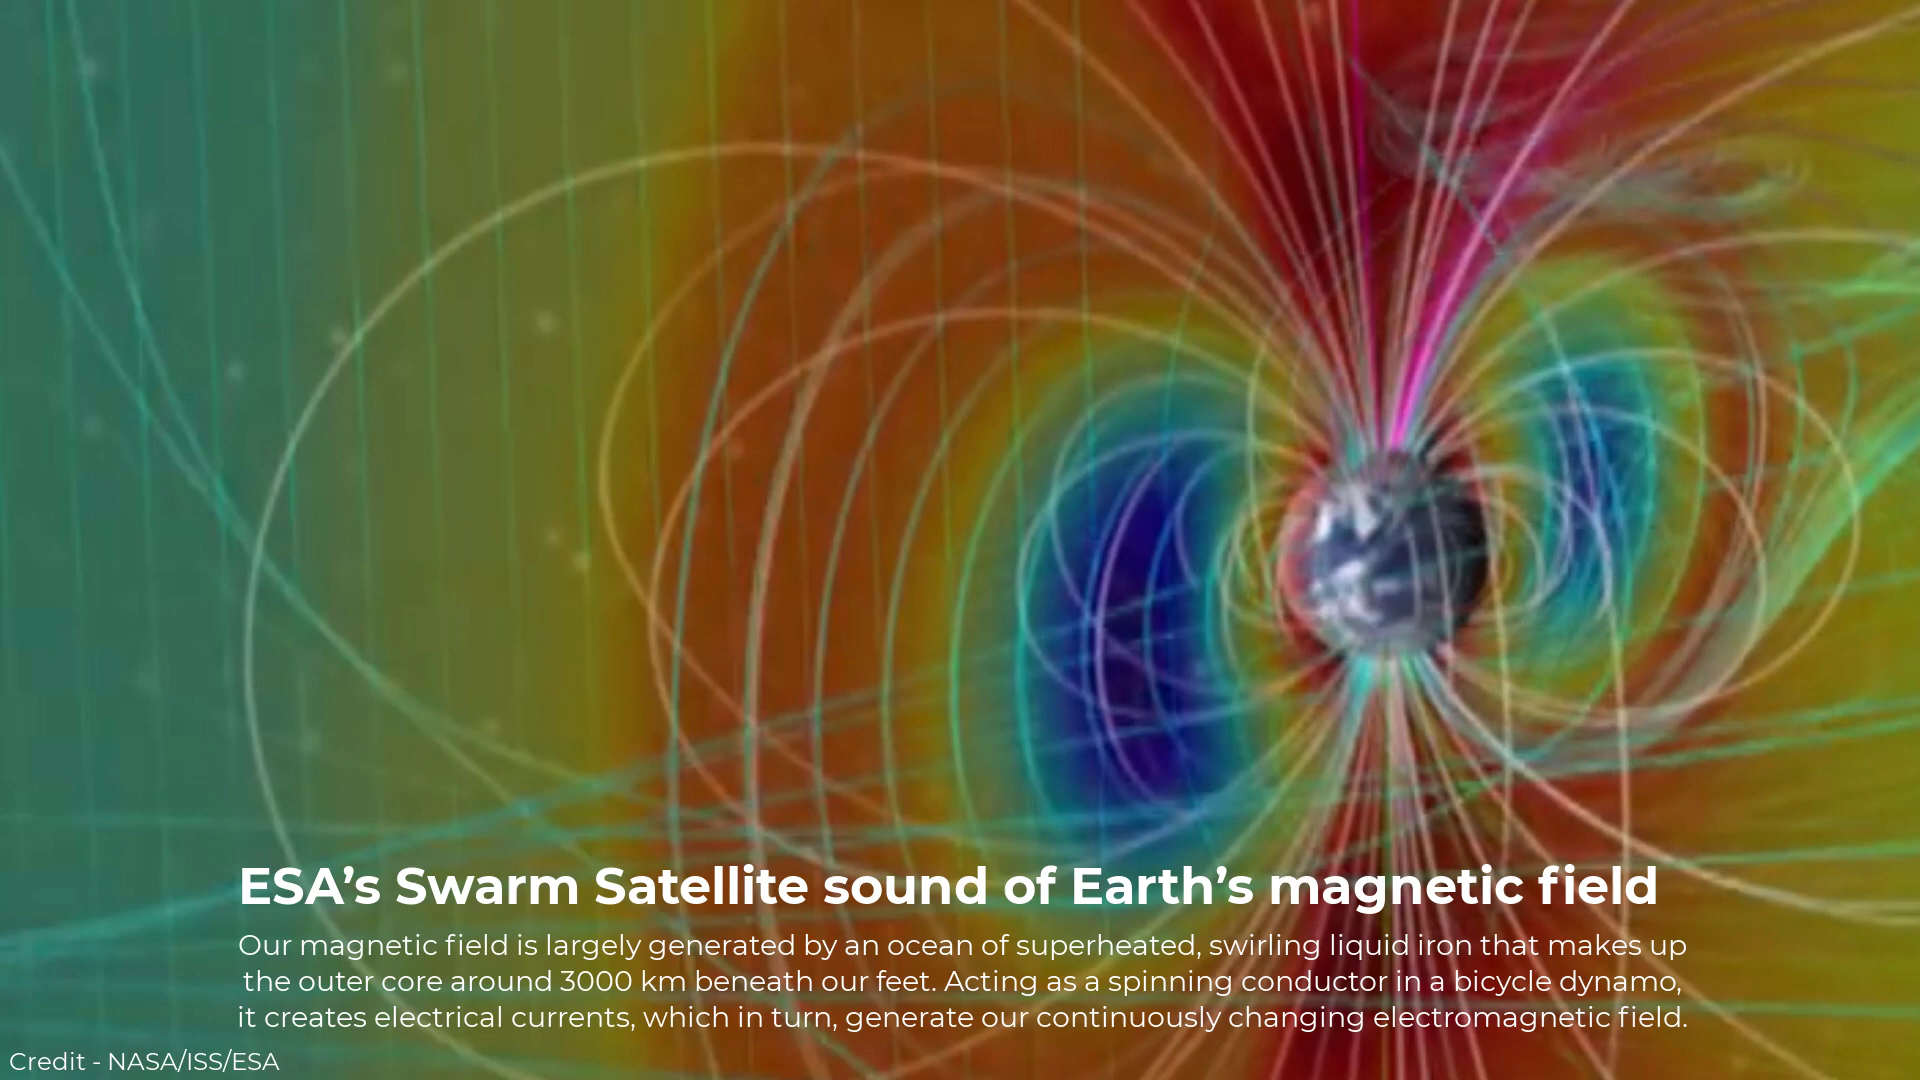 ESA’s Swarm Satellite sound of Earth’s magnetic field
Our magnetic field is largely generated by an ocean of superheated, swirling liquid iron that makes up
the outer core around 3000 km beneath our feet. Acting as a spinning conductor in a bicycle dynamo,
it creates electrical currents, which in turn, generate our continuously changing electromagnetic field.
Credit - NASA/ISS/ESA